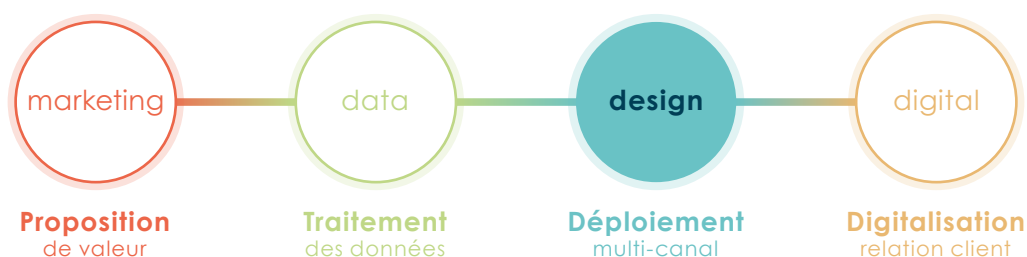 marketing
data
design
digital
Proposition
de valeur
Traitement
des données
Déploiement
multi-canal
Digitalisation
relation client